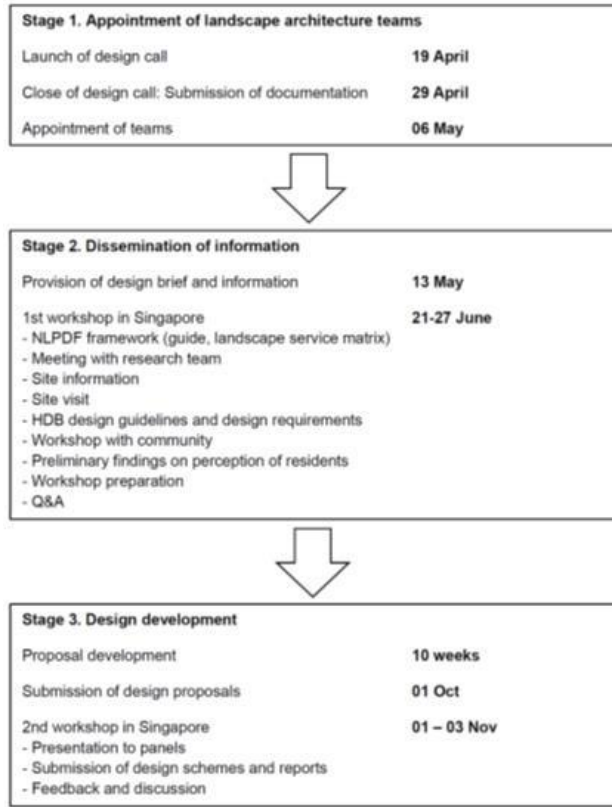 Stage 1. Appointment of landscape architecture teams
Launch of design call 19 April
Close of design call: Submission of documentation 29 April
Appointment of teams 06 May
Stage 2. Dissemination of information
Provision of design brief and information 13 May
1st workshop in Singapore 21-27 June
- NLPDF framework (guide, landscape service matrix)
- Meeting with research team
- Site information
- Site visit
- HDB design guidelines and design requirements
- Workshop with community
- Preliminary findings on perception of residents
- Workshop preparation
- Q&A
Stage 3. Design development
Proposal development 10 weeks
Submission of design proposals 01 Oct
2nd workshop in Singapore 01 – 03 Nov
- Presentation to panels
- Submission of design schemes and reports
- Feedback and discussion